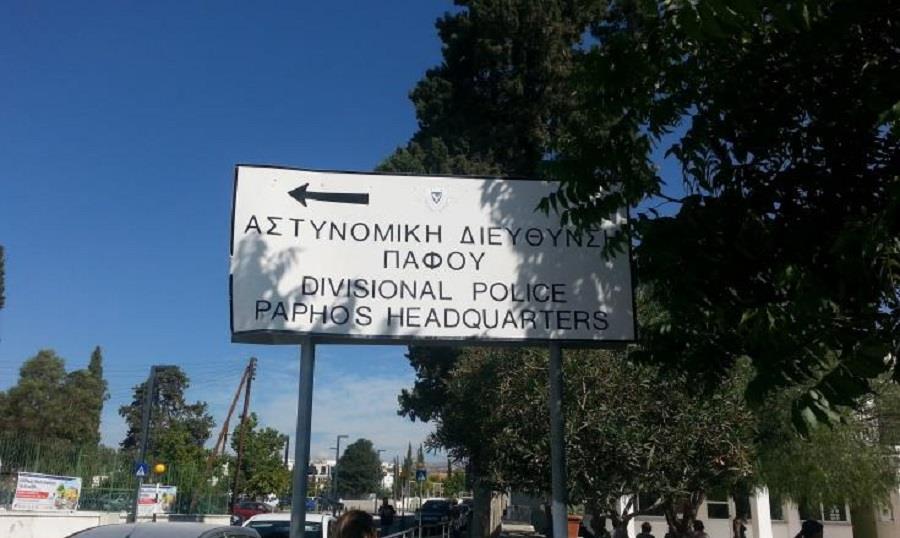 ΑΣΤΥΝΟΜΙΚΗ ΔΙΕΥΘΥΝΣΗ
ΠΑΦΟΥ
DIVISIONAL POLICE
PAPHOS HEADQUARTERS